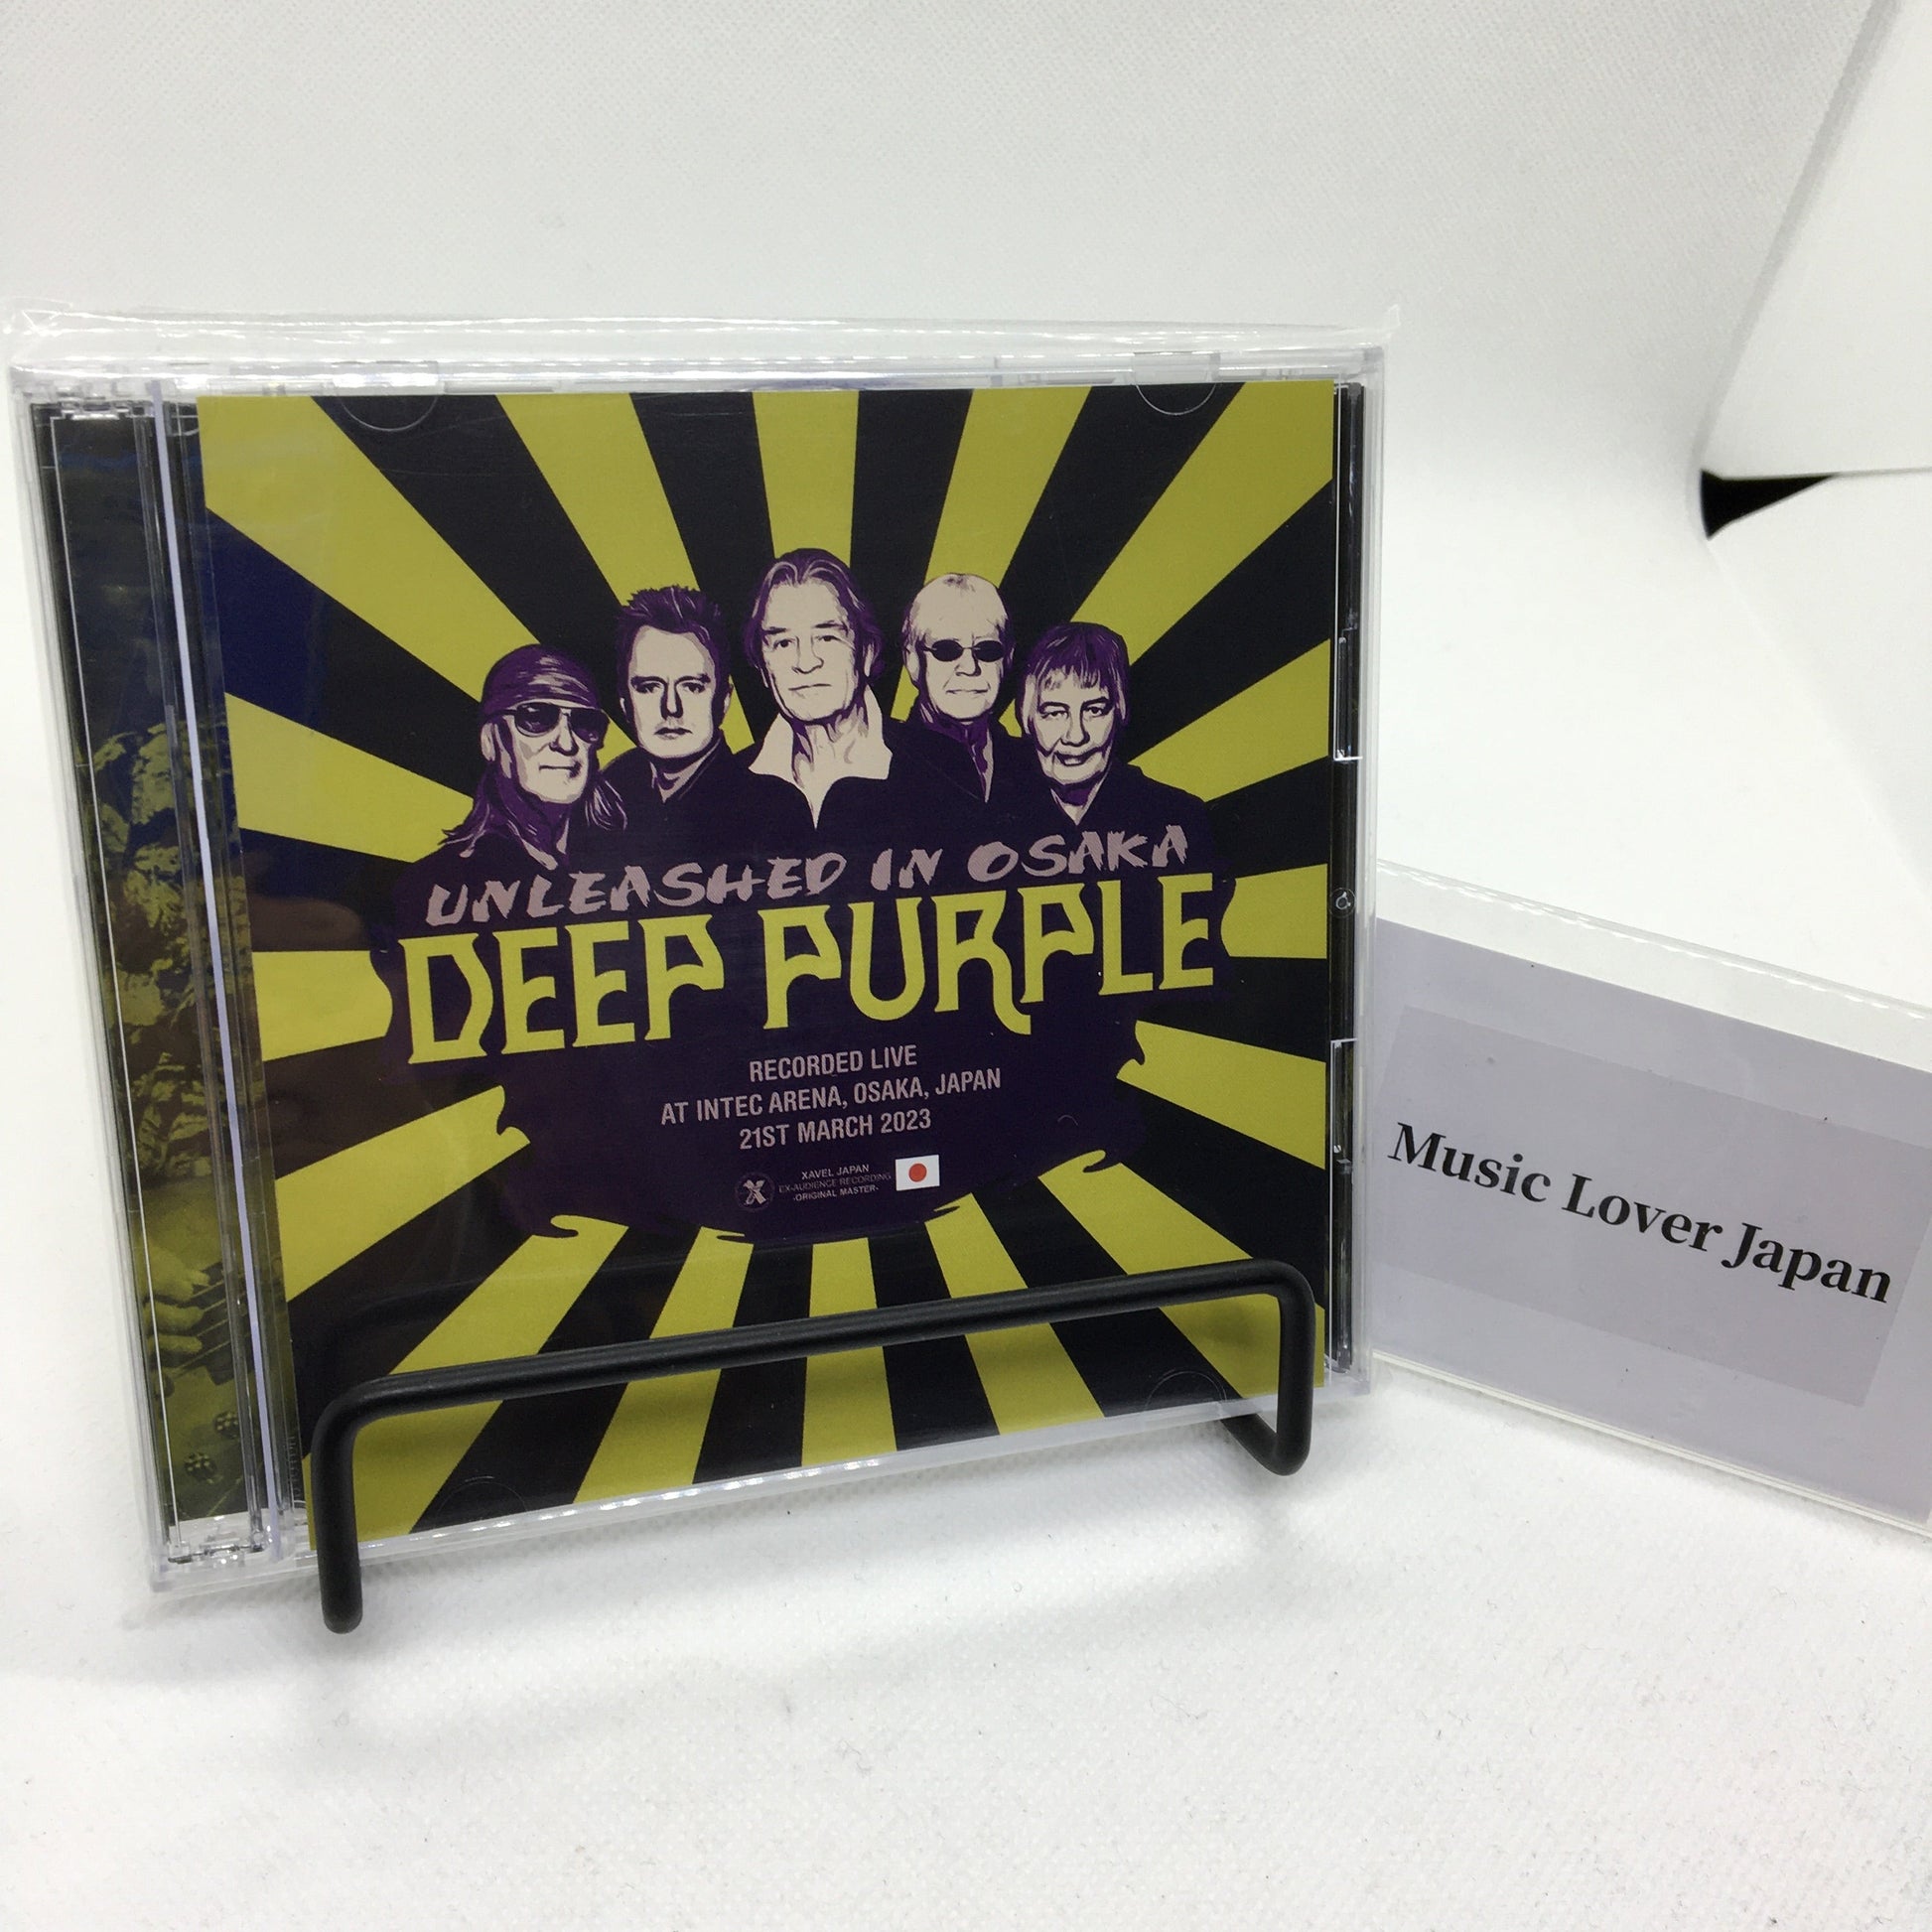 UNLEASHED IN OSAKA
DEEP PURPLE
RECORDED LIVE
AT INTEC ARENA, OSAKA, JAPAN
21ST MARCH 2023
X
XAVEL JAPAN
EX-AUDIENCE RECORDING
-ORIGINAL MASTER-
Music Lover Japan